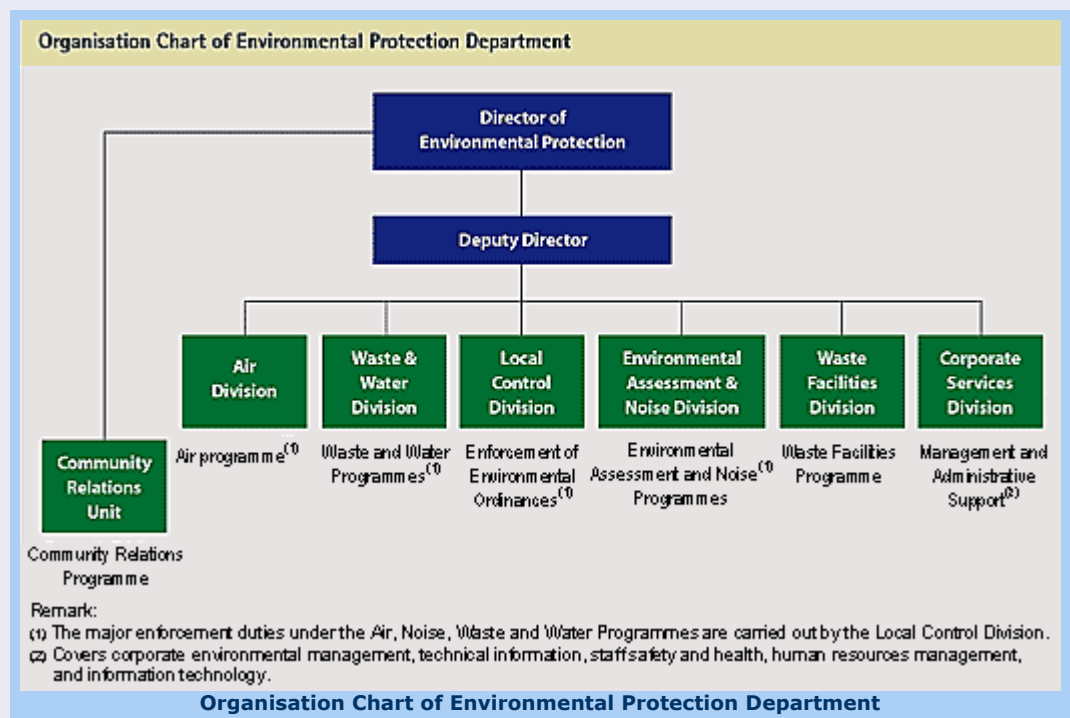 Organisation Chart of Environmental Protection Department
Director of
Environmental Protection
Deputy Director
Air
Division
Waste &
Water
Division
Local
Control
Division
Environmental
Assessment &
Noise Division
Waste
Facilities
Division
Corporate
Services
Division
Air programme(1)
Waste and Water
Programmes(1)
Enforcement of
Environmental
Ordinances(1)
Environmental
Assessment and Noise(1)
Programmes
Waste Facilities
Programme
Management and
Administrative
Support(2)
Community
Relations
Unit
Community Relations
Programme
Remark:
(1) The major enforcement duties under the Air, Noise, Waste and Water Programmes are carried out by the Local Control Division.
(2) Covers corporate environmental management, technical information, staff safety and health, human resources management,
and information technology.
Organisation Chart of Environmental Protection Department